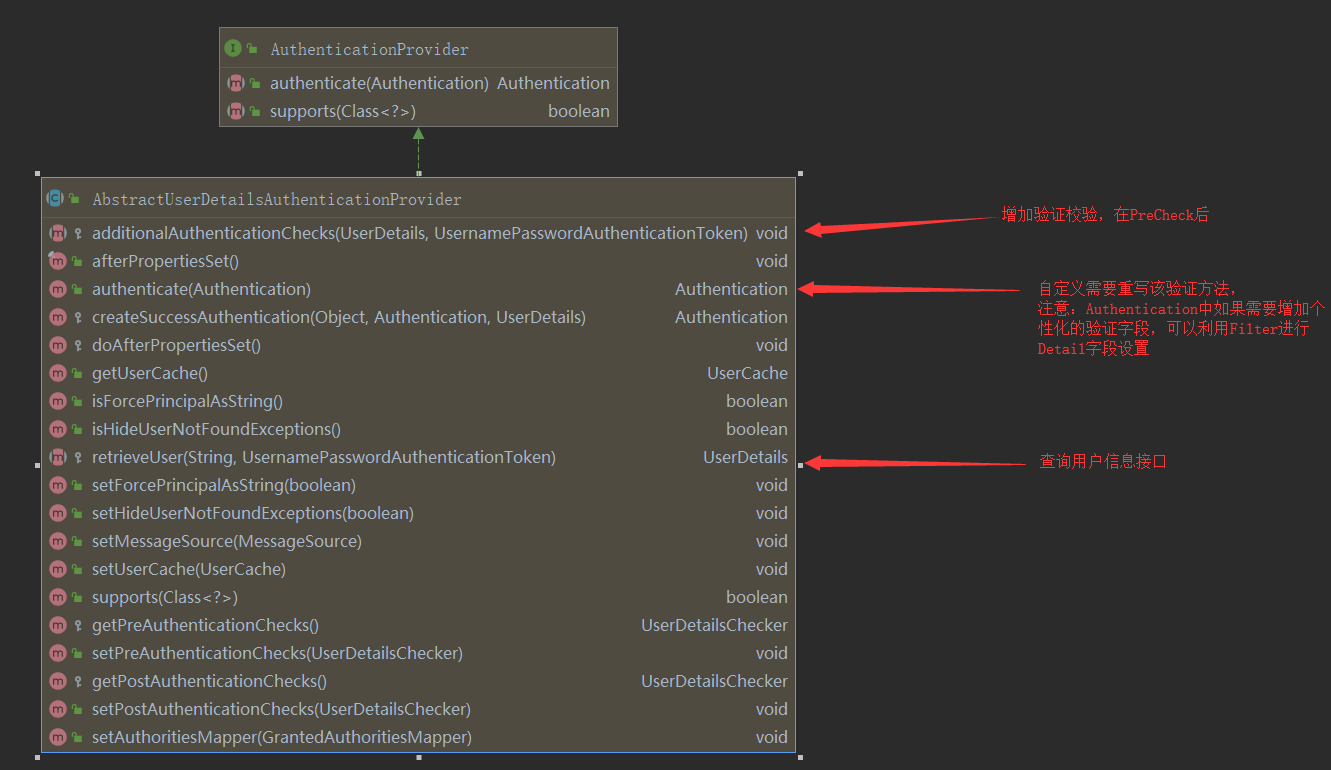 AuthenticationProvider
authenticate(Authentication) Authentication
supports(Class<?>) boolean
AbstractUserDetailsAuthenticationProvider
additionalAuthenticationChecks(UserDetails, UsernamePasswordAuthenticationToken) void
afterPropertiesSet() void
authenticate(Authentication) Authentication
createSuccessAuthentication(Object, Authentication, UserDetails) Authentication
doAfterPropertiesSet() void
getUserCache() UserCache
isForcePrincipalAsString() boolean
isHideUserNotFoundExceptions() boolean
retrieveUser(String, UsernamePasswordAuthenticationToken) UserDetails
setForcePrincipalAsString(boolean) void
setHideUserNotFoundExceptions(boolean) void
setMessageSource(MessageSource) void
setUserCache(UserCache) void
supports(Class<?>) boolean
getPreAuthenticationChecks() UserDetailsChecker
setPreAuthenticationChecks(UserDetailsChecker) void
getPostAuthenticationChecks() UserDetailsChecker
setPostAuthenticationChecks(UserDetailsChecker) void
setAuthoritiesMapper(GrantedAuthoritiesMapper) void
增加验证校验，在PreCheck后
自定义需要重写该验证方法，
注意：Authentication中如果需要增加个
性化的验证字段，可以利用Filter进行
Detail字段设置
查询用户信息接口